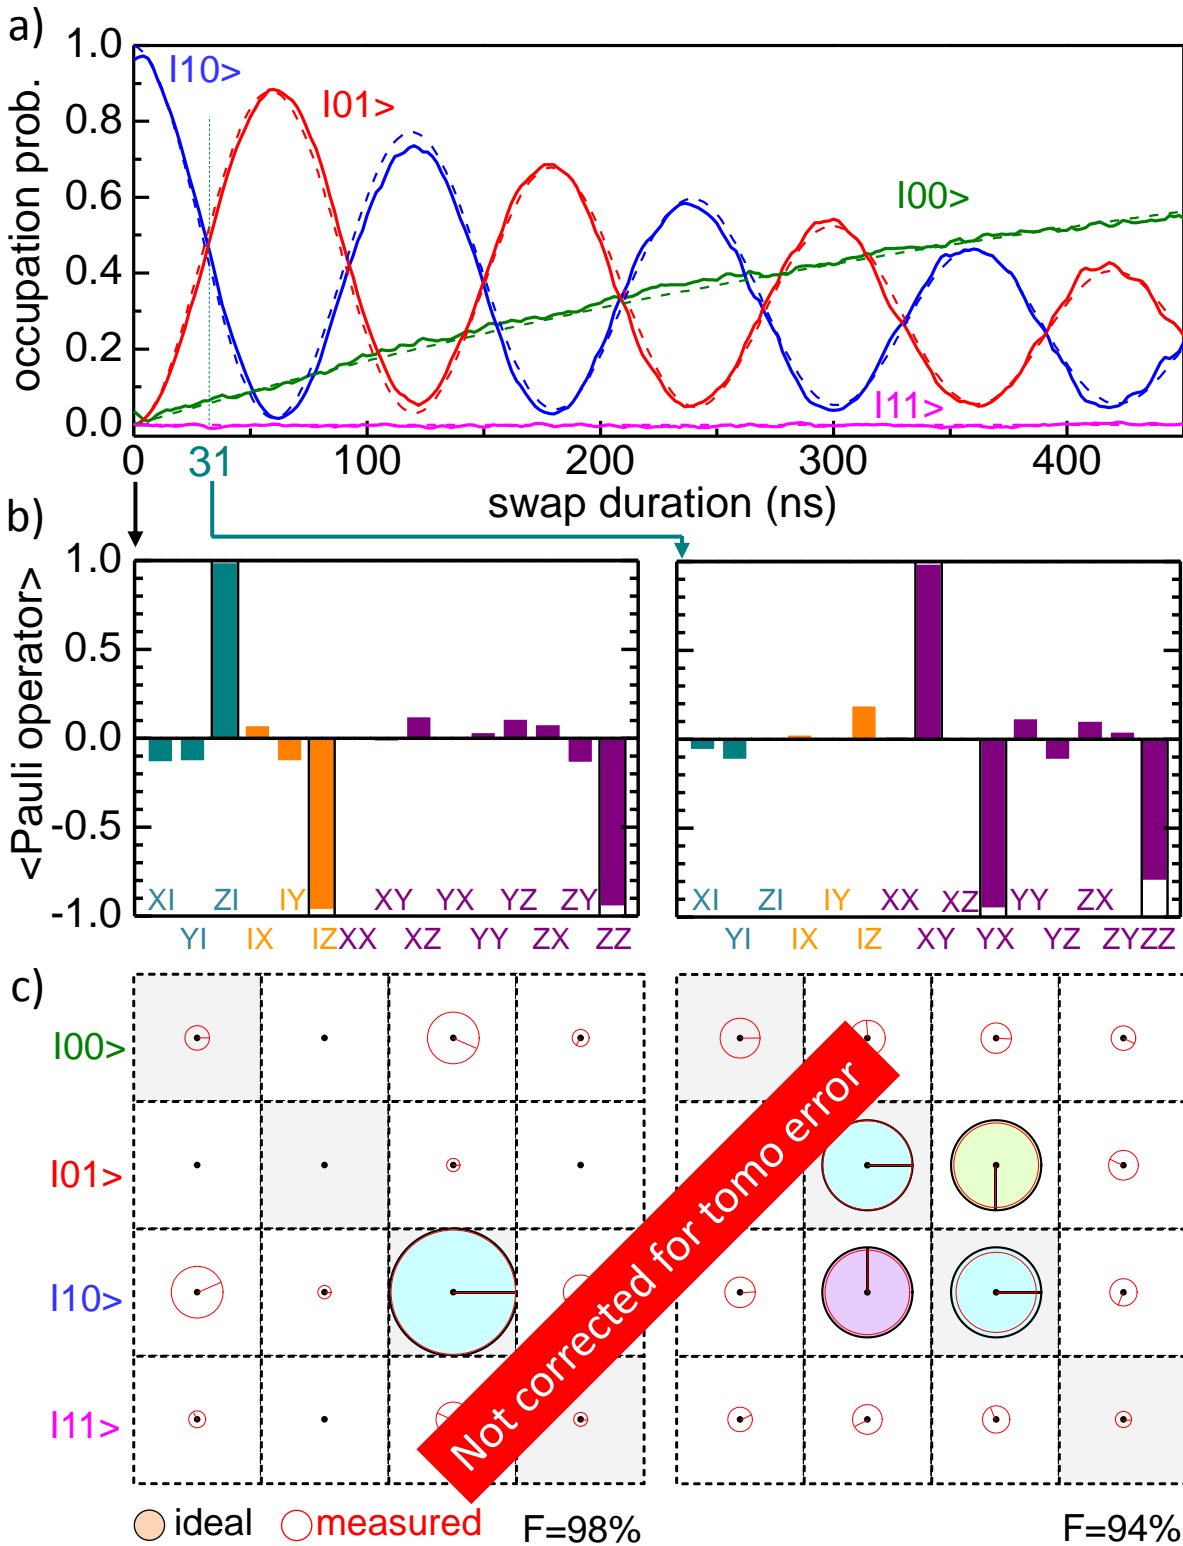 a)
occupation prob.
1.0
0.8
0.6
0.4
0.2
0.0
I10>
I01>
I00>
I11>
0
31
100
200
300
400
swap duration (ns)
b)
<Pauli operator>
1.0
0.5
0.0
-0.5
-1.0
XI ZI IY XY YX YZ ZY
YI IX IZ XX XZ YY ZX ZZ
XI ZI IY XX XZ YY ZX
YI IX IZ XY YX YZ ZY ZZ
c)
I00>
I01>
I10>
I11>
Not corrected for tomo error
ideal measured F=98% F=94%